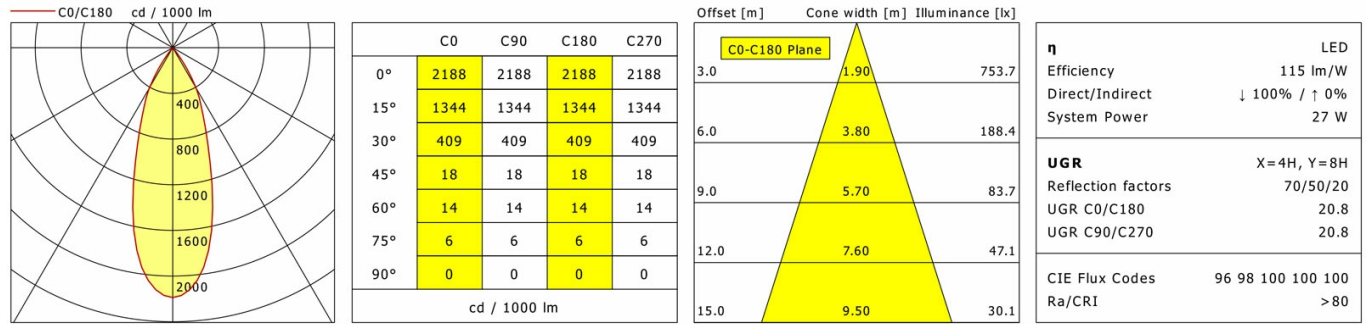 C0/C180 cd / 1000 lm
400
800
1200
1600
2000
C0 C90 C180 C270
0° 2188 2188 2188 2188
15° 1344 1344 1344 1344
30° 409 409 409 409
45° 18 18 18 18
60° 14 14 14 14
75° 6 6 6 6
90° 0 0 0 0
cd / 1000 lm
Offset [m] Cone width [m] Illuminance [lx]
C0-C180 Plane
3.0 1.90 753.7
6.0 3.80 188.4
9.0 5.70 83.7
12.0 7.60 47.1
15.0 9.50 30.1
η LED
Efficiency 115 lm/W
Direct/Indirect ↓ 100% / ↑ 0%
System Power 27 W
UGR X=4H, Y=8H
Reflection factors 70/50/20
UGR C0/C180 20.8
UGR C90/C270 20.8
CIE Flux Codes 96 98 100 100 100
Ra/CRI >80